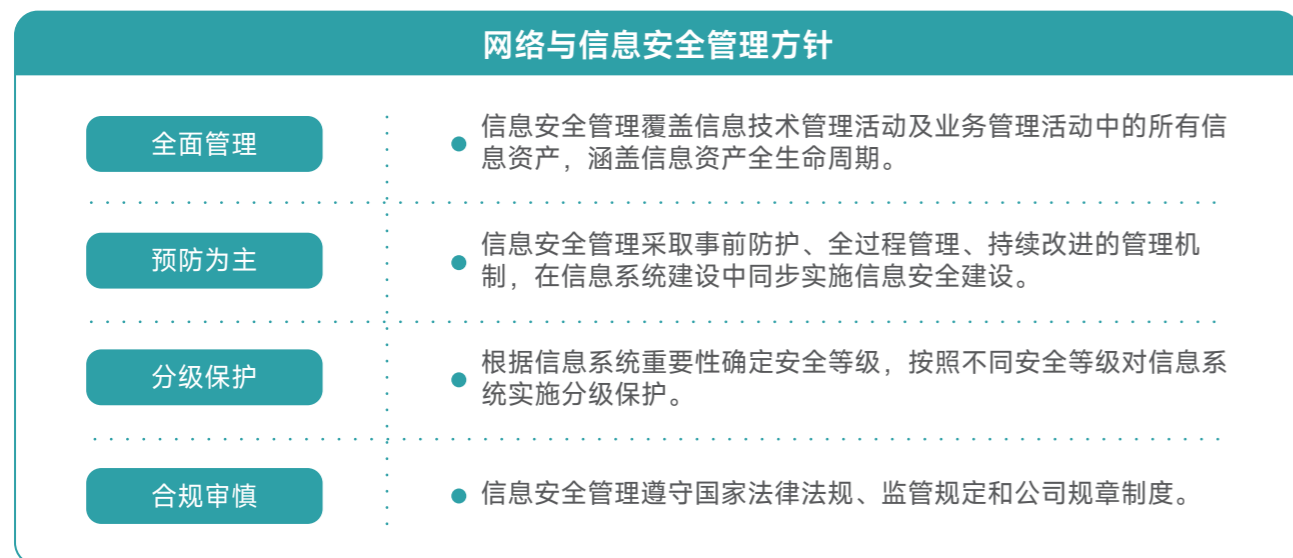 网络与信息安全管理方针
全面管理
信息安全管理覆盖信息技术管理活动及业务管理活动中的所有信
息资产，涵盖信息资产全生命周期。
预防为主
信息安全管理采取事前防护、全过程管理、持续改进的管理机
制，在信息系统建设中同步实施信息安全建设。
分级保护
根据信息系统重要性确定安全等级，按照不同安全等级对信息系
统实施分级保护。
合规审慎
信息安全管理遵守国家法律法规、监管规定和公司规章制度。